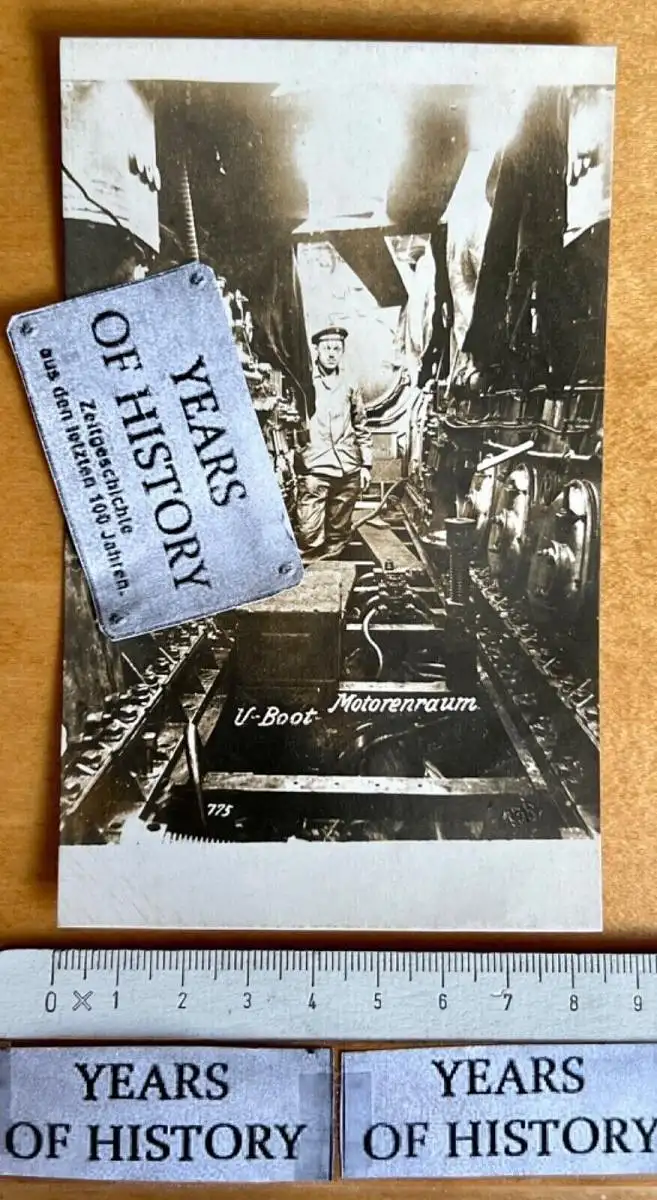 YEARS
OF HISTORY
Zeitgeschichte
aus den letzten 100 Jahren.
U-Boot Motorenraum
775
0 1 2 3 4 5 6 7 8 9
YEARS
OF HISTORY
YEARS
OF HISTORY